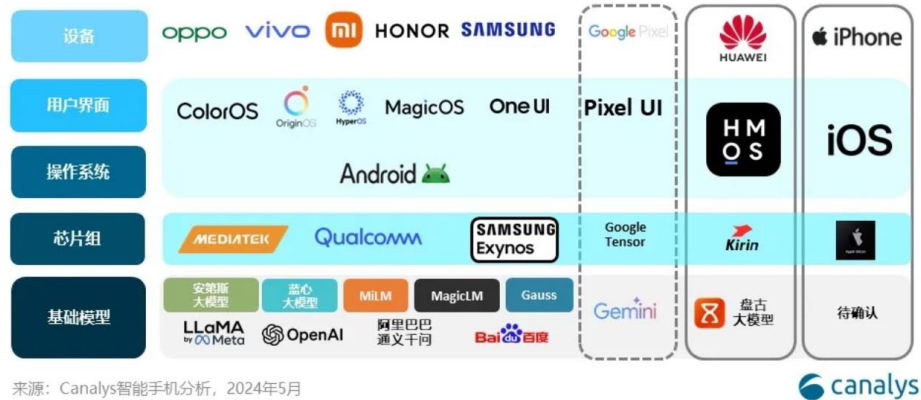 设备
oppo
vivo
mi
HONOR
SAMSUNG
Google Pixel
HUAWEI
iPhone
用户界面
ColorOS
OriginOS
HyperOS
MagicOS
One UI
Pixel UI
HM
OS
iOS
操作系统
Android
芯片组
MEDIATEK
Qualcomm
SAMSUNG
Exynos
Google
Tensor
Kirin
基础模型
安第斯
大模型
蓝心
大模型
MiLM
MagicLM
Gauss
Gemini
盘古
大模型
待确认
LLaMA
by Meta
OpenAI
阿里巴巴
通义千问
Baidu百度
来源：Canalys智能手机分析，2024年5月
canalys